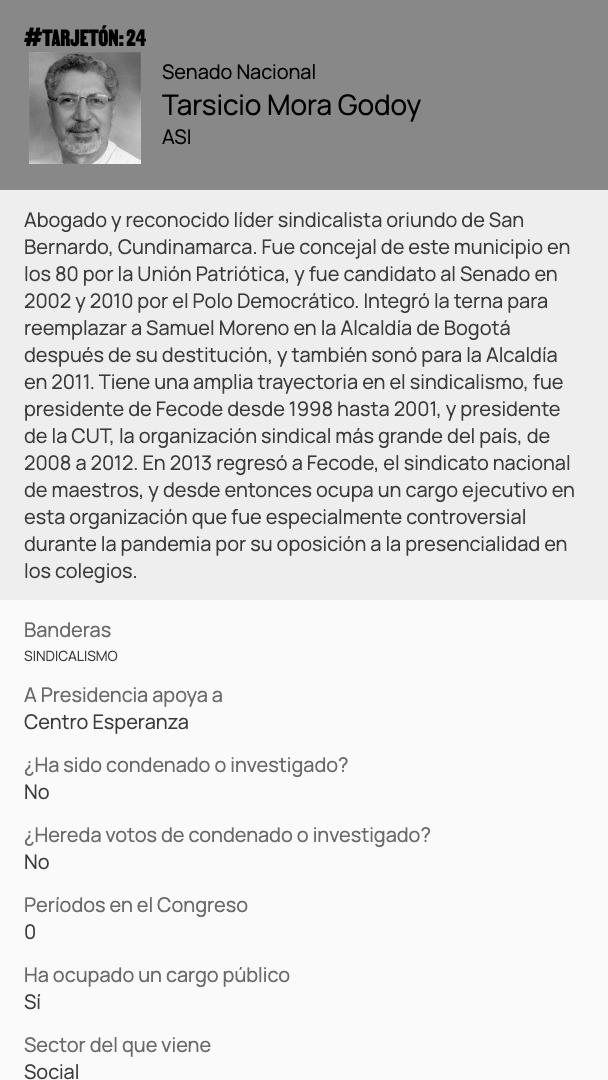 #TARJETÓN: 24
Senado Nacional
Tarsicio Mora Godoy
ASI
Abogado y reconocido líder sindicalista oriundo de San
Bernardo, Cundinamarca. Fue concejal de este municipio en
los 80 por la Unión Patriótica, y fue candidato al Senado en
2002 y 2010 por el Polo Democrático. Integró la terna para
reemplazar a Samuel Moreno en la Alcaldía de Bogotá
después de su destitución, y también sonó para la Alcaldía
en 2011. Tiene una amplia trayectoria en el sindicalismo, fue
presidente de Fecode desde 1998 hasta 2001, y presidente
de la CUT, la organización sindical más grande del país, de
2008 a 2012. En 2013 regresó a Fecode, el sindicato nacional
de maestros, y desde entonces ocupa un cargo ejecutivo en
esta organización que fue especialmente controversial
durante la pandemia por su oposición a la presencialidad en
los colegios.
Banderas
SINDICALISMO
A Presidencia apoya a
Centro Esperanza
¿Ha sido condenado o investigado?
No
¿Hereda votos de condenado o investigado?
No
Períodos en el Congreso
0
Ha ocupado un cargo público
Sí
Sector del que viene
Social